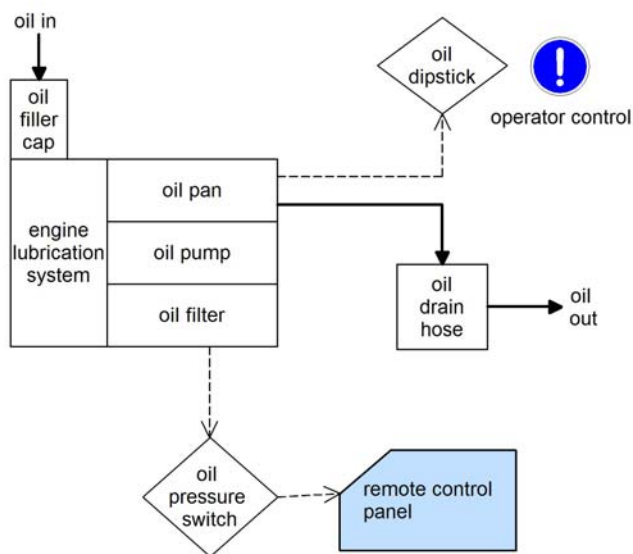 oil in
oil
filler
cap
oil
dipstick
!
operator control
engine
lubrication
system
oil pan
oil pump
oil filter
oil
drain
hose
oil
out
oil
pressure
switch
remote control
panel